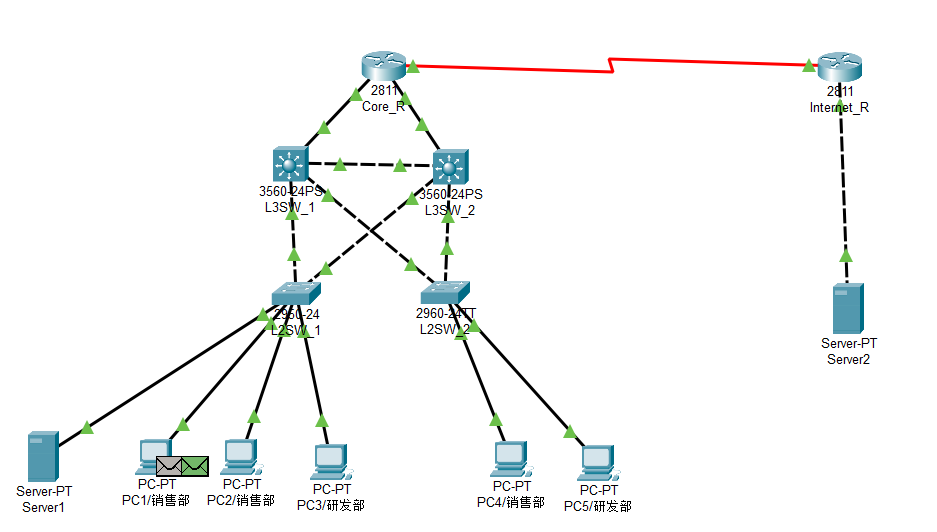 2811
Core_R
2811
Internet_R
3560-24PS
L3SW_1
3560-24PS
L3SW_2
2950-24
L2SW_1
2960-24TT
L2SW_2
Server-PT
Server2
Server-PT
Server1
PC-PT
PC1/销售部
PC-PT
PC2/销售部
PC-PT
PC3/研发部
PC-PT
PC4/销售部
PC-PT
PC5/研发部